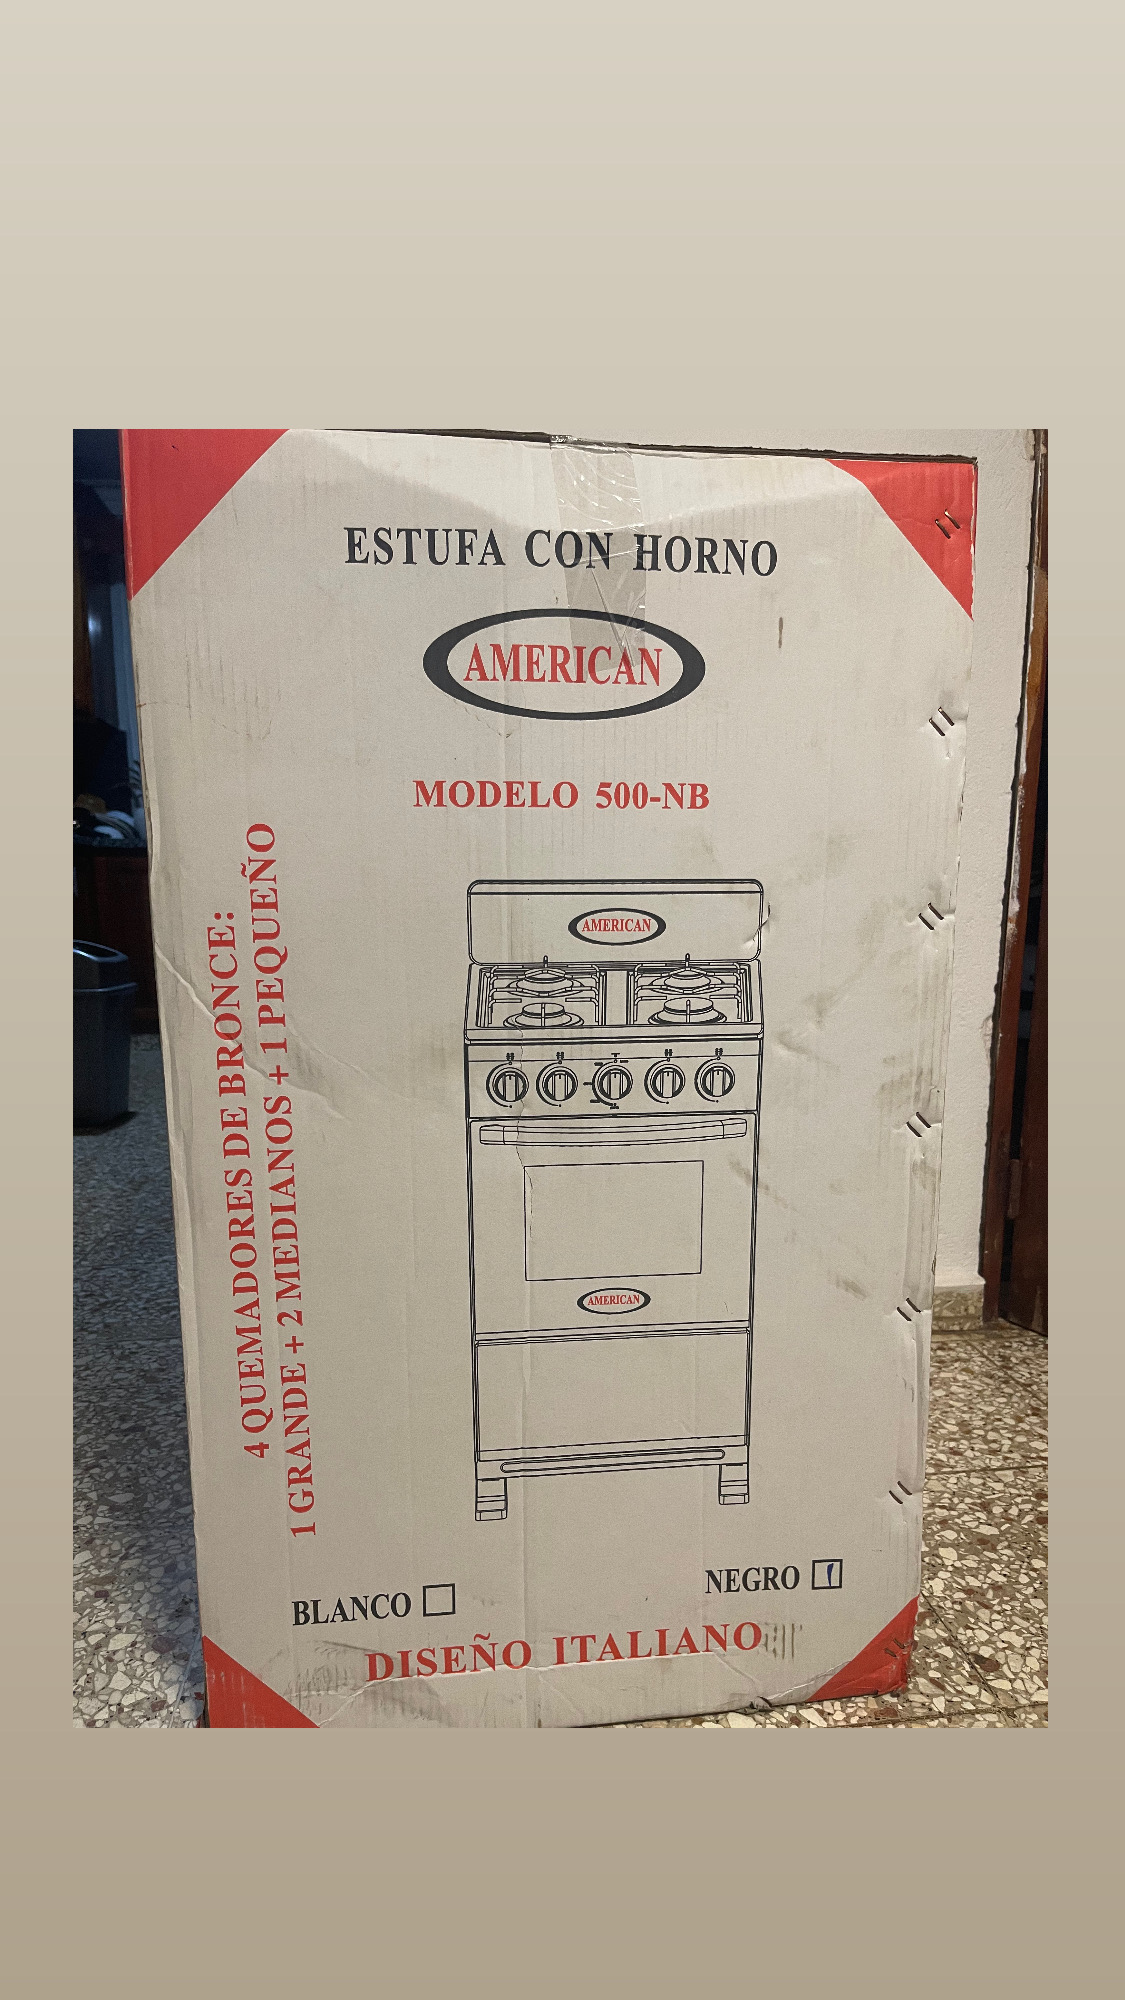 ESTUFA CON HORNO
AMERICAN
MODELO 500-NB
4 QUEMADORES DE BRONCE:
1 GRANDE + 2 MEDIANOS + 1 PEQUEÑO
AMERICAN
AMERICAN
BLANCO
NEGRO
DISEÑO ITALIANO